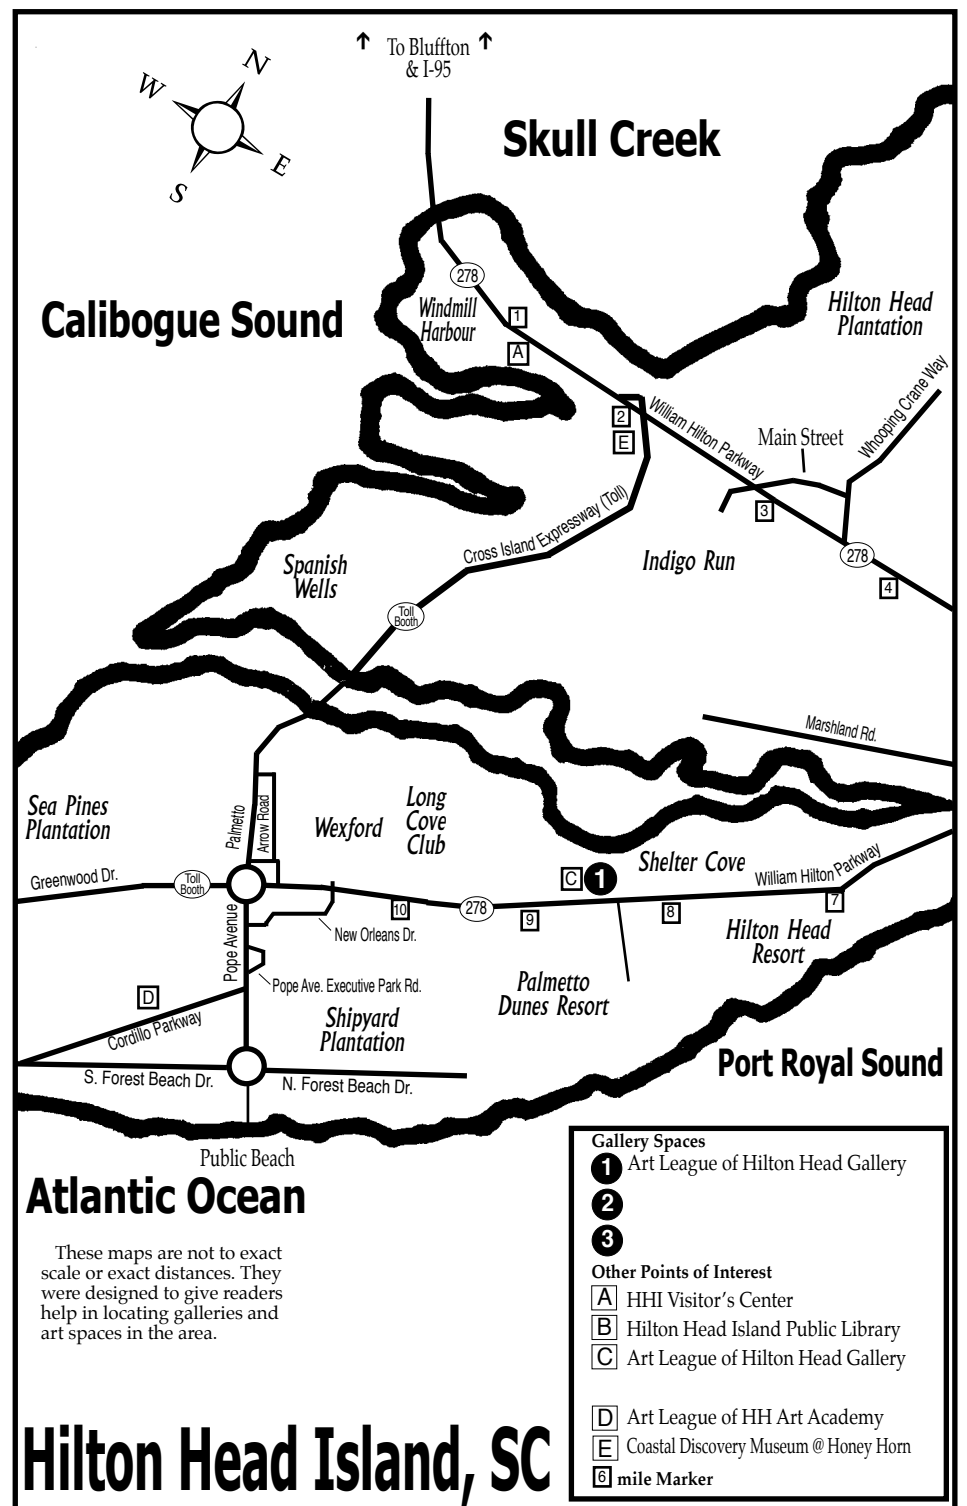 To Bluffton
& I-95
N
W
E
S
Skull Creek
Calibogue Sound
278
Windmill
Harbour
1
A
Hilton Head
Plantation
2
E
William Hilton Parkway
Main Street
Whooping Crane Way
3
Cross Island Expressway (Toll)
Indigo Run
278
4
Spanish
Wells
Toll
Booth
Marshland Rd.
Sea Pines
Plantation
Palmetto
Arrow Road
Wexford
Long
Cove
Club
Shelter Cove
William Hilton Parkway
Greenwood Dr.
Toll
Booth
C
1
10
278
9
8
7
Pope Avenue
New Orleans Dr.
Hilton Head
Resort
Pope Ave. Executive Park Rd.
Palmetto
Dunes Resort
D
Cordillo Parkway
Shipyard
Plantation
Port Royal Sound
S. Forest Beach Dr.
N. Forest Beach Dr.
Public Beach
Atlantic Ocean
These maps are not to exact
scale or exact distances. They
were designed to give readers
help in locating galleries and
art spaces in the area.
Hilton Head Island, SC
Gallery Spaces
1 Art League of Hilton Head Gallery
2
3
Other Points of Interest
A HHI Visitor's Center
B Hilton Head Island Public Library
C Art League of Hilton Head Gallery
D Art League of HH Art Academy
E Coastal Discovery Museum @ Honey Horn
6 mile Marker